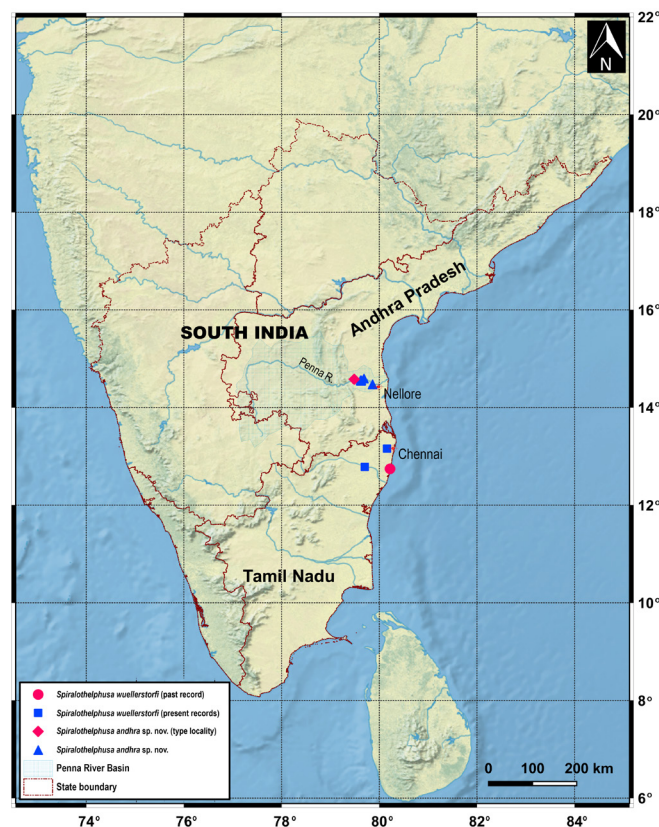 22°
N
20°
18°
16°
Andhra Pradesh
SOUTH INDIA
Penna R.
Nellore
14°
Chennai
12°
Tamil Nadu
10°
8°
6°
Spiralothelphusa wuellerstorfi (past record)
Spiralothelphusa wuellerstorfi (present records)
Spiralothelphusa andhra sp. nov. (type locality)
Spiralothelphusa andhra sp. nov.
Penna River Basin
State boundary
0 100 200 km
74° 76° 78° 80° 82° 84°